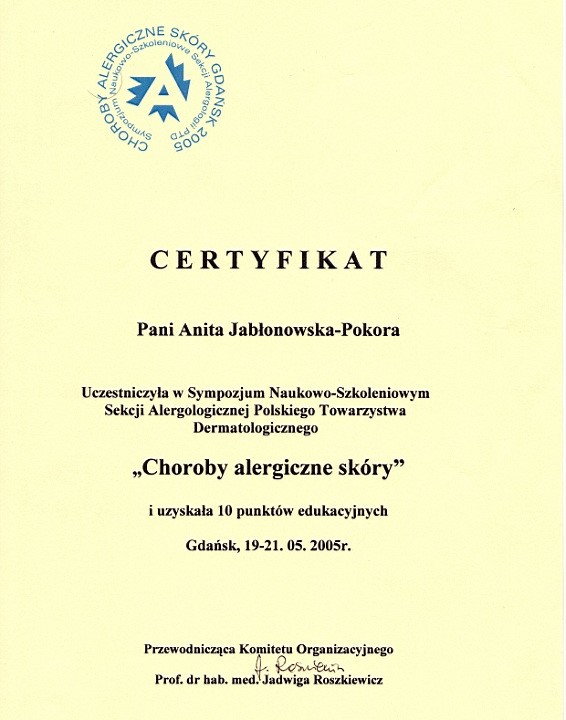 CHOROBY ALERGICZNE SKÓRY GDAŃSK 2005
Sympozjum Naukowo-Szkoleniowe Sekcji Alergologii PTD
A
CERTYFIKAT
Pani Anita Jabłonowska-Pokora
Uczestniczyła w Sympozjum Naukowo-Szkoleniowym
Sekcji Alergologicznej Polskiego Towarzystwa
Dermatologicznego
„Choroby alergiczne skóry”
i uzyskała 10 punktów edukacyjnych
Gdańsk, 19-21. 05. 2005r.
Przewodnicząca Komitetu Organizacyjnego
Prof. dr hab. med. Jadwiga Roszkiewicz